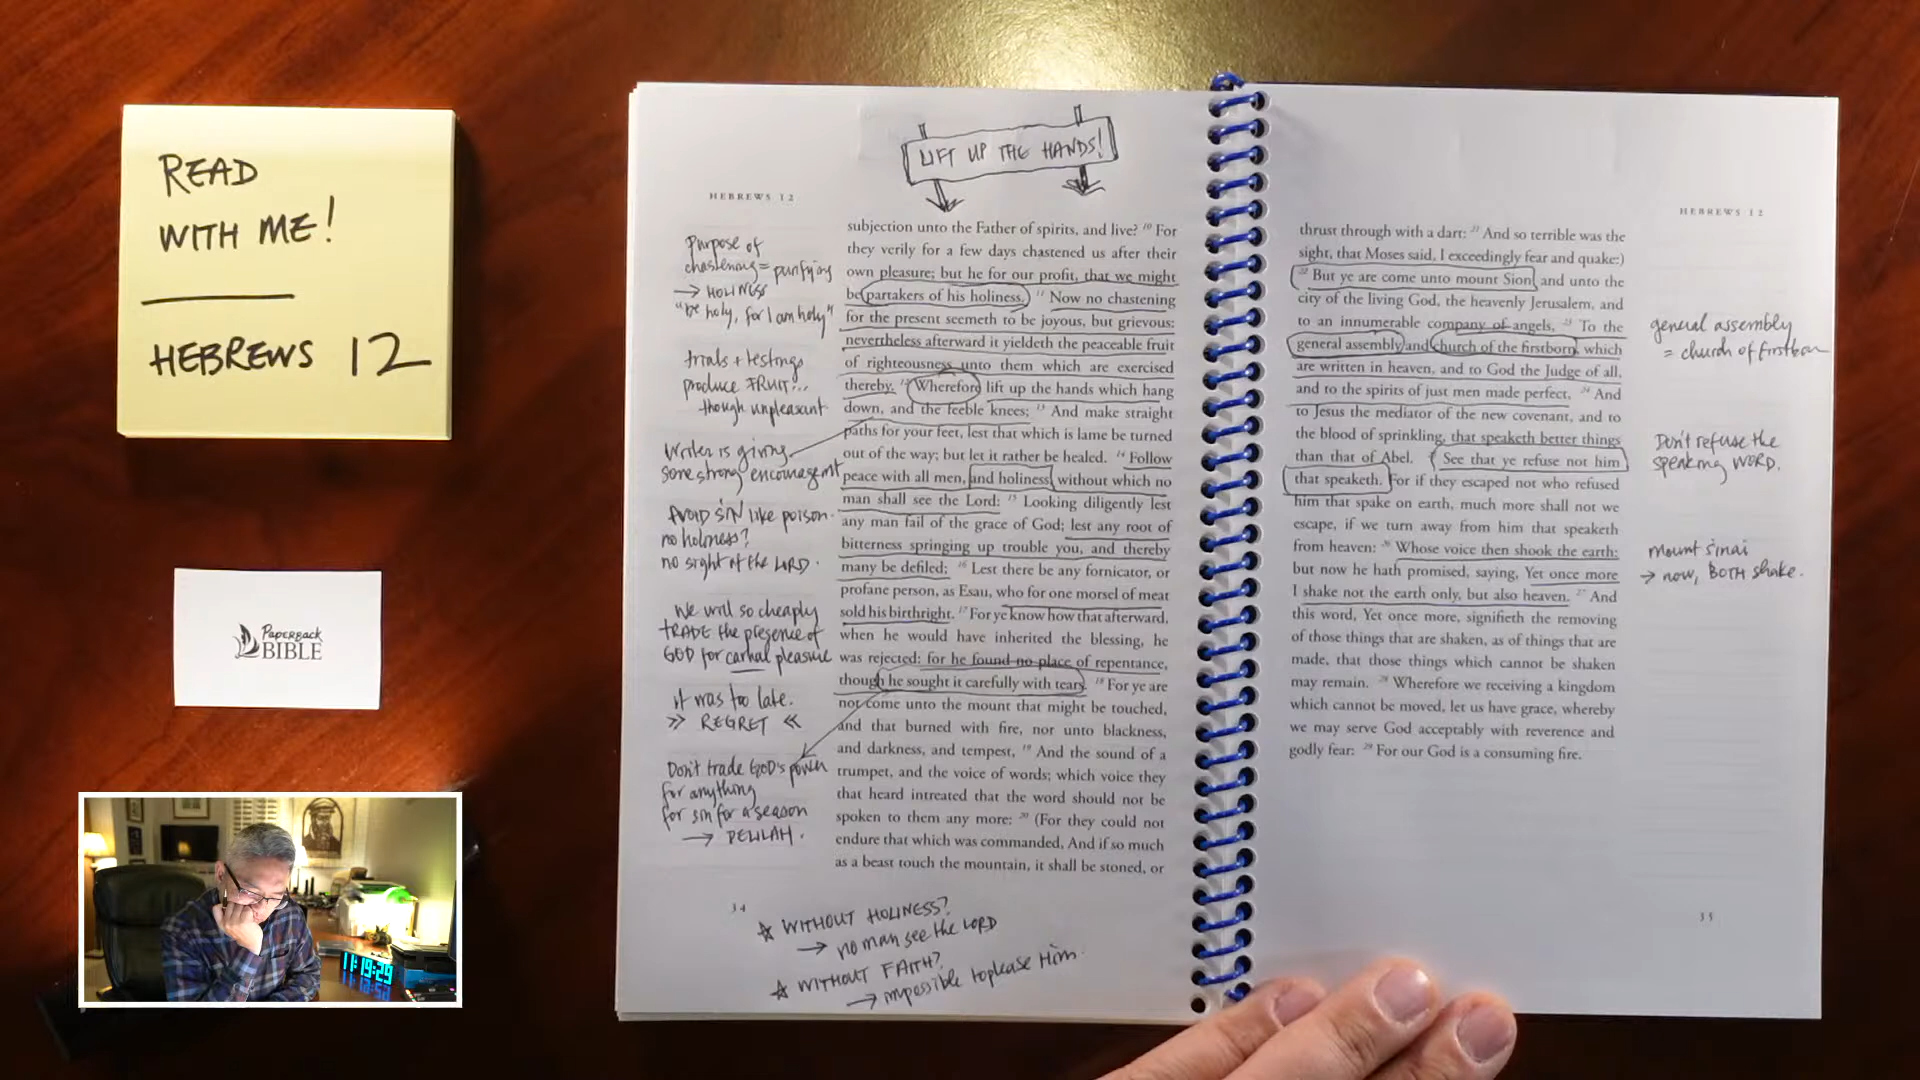 READ
WITH ME!
HEBREWS 12
Paperback
BIBLE
11:19:29
LIFT UP THE HANDS!
HEBREWS 12
Purpose of
chastening = purifying
→ HOLINESS
"be holy, for I am holy"
trials + testings
produce FRUIT!..
though unpleasant
Writer is giving
some strong encouragemt
AVOID SIN like poison.
no holiness?
no sight of the LORD.
We will so cheaply
TRADE the presence of
GOD for carnal pleasure
it was too late.
» REGRET «
Don't trade GOD's power
for anything
for sin for a season
→ DELILAH.
subjection unto the Father of spirits, and live? 10 For
they verily for a few days chastened us after their
own pleasure; but he for our profit, that we might
be partakers of his holiness. 11 Now no chastening
for the present seemeth to be joyous, but grievous:
nevertheless afterward it yieldeth the peaceable fruit
of righteousness unto them which are exercised
thereby. 12 Wherefore lift up the hands which hang
down, and the feeble knees; 13 And make straight
paths for your feet, lest that which is lame be turned
out of the way; but let it rather be healed. 14 Follow
peace with all men, and holiness, without which no
man shall see the Lord: 15 Looking diligently lest
any man fail of the grace of God; lest any root of
bitterness springing up trouble you, and thereby
many be defiled; 16 Lest there be any fornicator, or
profane person, as Esau, who for one morsel of meat
sold his birthright. 17 For ye know how that afterward,
when he would have inherited the blessing, he
was rejected: for he found no place of repentance,
though he sought it carefully with tears. 18 For ye are
not come unto the mount that might be touched,
and that burned with fire, nor unto blackness,
and darkness, and tempest, 19 And the sound of a
trumpet, and the voice of words; which voice they
that heard intreated that the word should not be
spoken to them any more: 20 (For they could not
endure that which was commanded, And if so much
as a beast touch the mountain, it shall be stoned, or
34
☆ WITHOUT HOLINESS?
→ no man see the LORD
☆ WITHOUT FAITH?
→ impossible to please Him.
HEBREWS 12
thrust through with a dart: 21 And so terrible was the
sight, that Moses said, I exceedingly fear and quake:)
22 But ye are come unto mount Sion, and unto the
city of the living God, the heavenly Jerusalem, and
to an innumerable company of angels, 23 To the
general assembly and church of the firstborn, which
are written in heaven, and to God the Judge of all,
and to the spirits of just men made perfect, 24 And
to Jesus the mediator of the new covenant, and to
the blood of sprinkling, that speaketh better things
than that of Abel. See that ye refuse not him
that speaketh. For if they escaped not who refused
him that spake on earth, much more shall not we
escape, if we turn away from him that speaketh
from heaven: 26 Whose voice then shook the earth:
but now he hath promised, saying, Yet once more
I shake not the earth only, but also heaven. 27 And
this word, Yet once more, signifieth the removing
of those things that are shaken, as of things that are
made, that those things which cannot be shaken
may remain. 28 Wherefore we receiving a kingdom
which cannot be moved, let us have grace, whereby
we may serve God acceptably with reverence and
godly fear: 29 For our God is a consuming fire.
general assembly
= church of firstborn
Don't refuse the
speaking WORD.
mount sinai
→ now, BOTH shake.
35